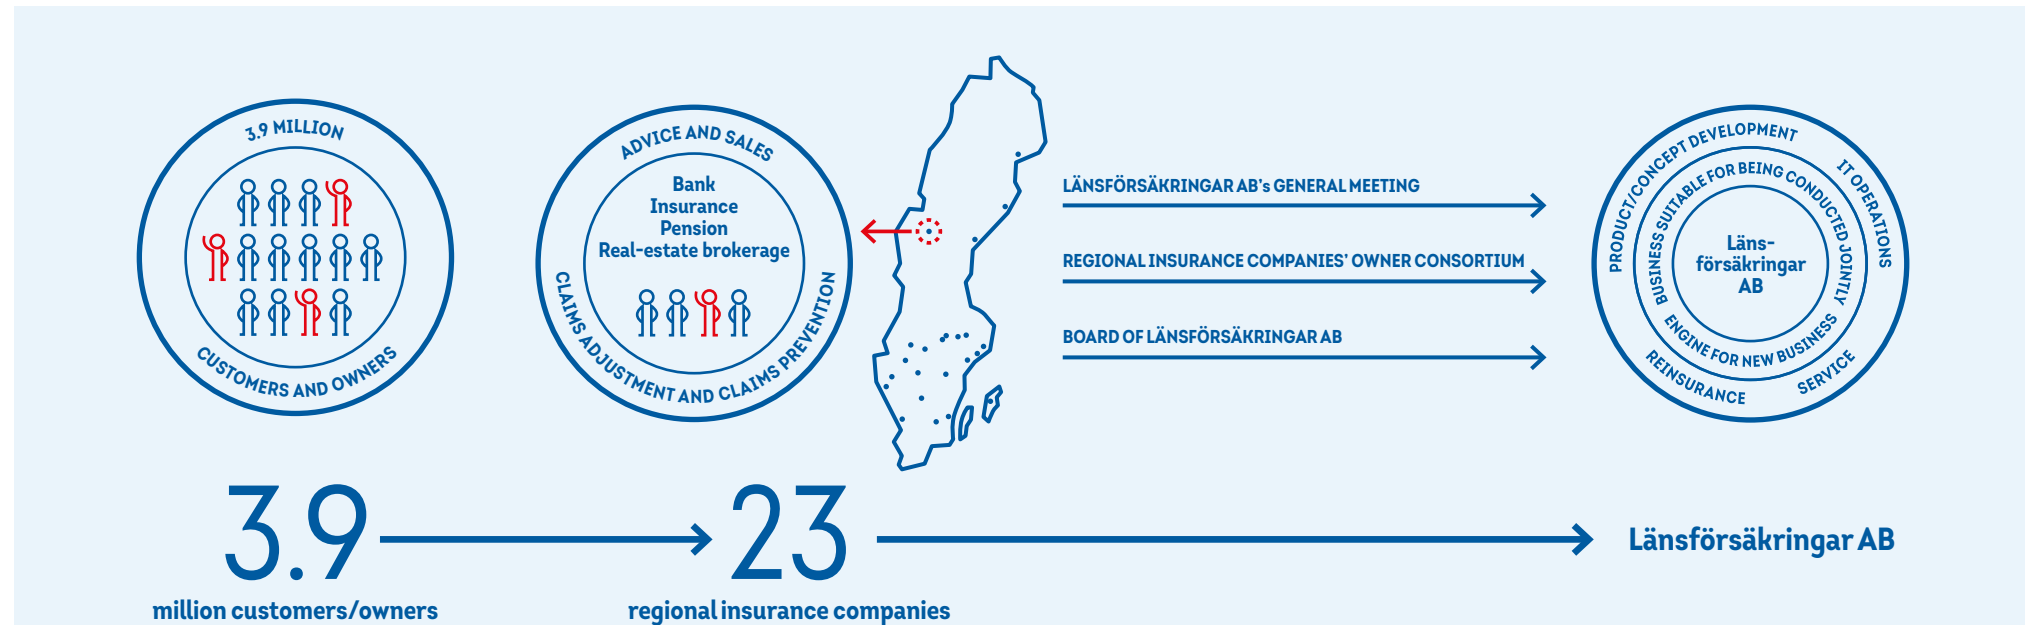 3.9 MILLION
CUSTOMERS AND OWNERS
ADVICE AND SALES
Bank
Insurance
Pension
Real-estate brokerage
CLAIMS ADJUSTMENT AND CLAIMS PREVENTION
LÄNSFÖRSÄKRINGAR AB's GENERAL MEETING
REGIONAL INSURANCE COMPANIES' OWNER CONSORTIUM
BOARD OF LÄNSFÖRSÄKRINGAR AB
PRODUCT/CONCEPT DEVELOPMENT
IT OPERATIONS
SERVICE
REINSURANCE
BUSINESS SUITABLE FOR BEING CONDUCTED JOINTLY
ENGINE FOR NEW BUSINESS
Läns-
försäkringar
AB
3.9
million customers/owners
23
regional insurance companies
Länsförsäkringar AB